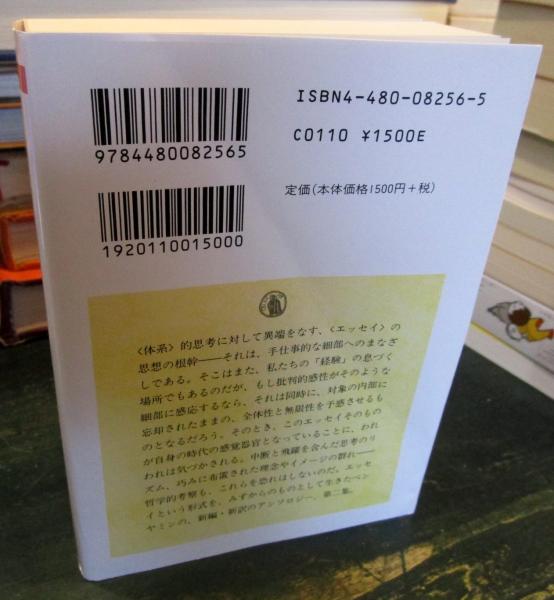 ISBN4-480-08256-5
C0110 ¥1500E
9784480082565
定価(本体価格1500円+税)
1920110015000
〈体系〉的思考に対して異端をなす、〈エッセイ〉の
思想の根幹――それは、手仕事的な細部へのまなざ
しである。そこはまた、私たちの「経験」の息づく
場所でもあるのだが、もし批判的感性がそのような
細部に感応するなら、それは同時に、対象の内部に
忘却されたままの、全体性と無限性を予感させるも
のとなるだろう。そのとき、このエッセイそのもの
が自身の時代の感覚器官となっていることに、われ
われは気づかされる。中断と飛躍を含んだ思考のリ
ズム、巧みに布置された理念やイメージの群れ――
哲学的考察も、これらを恐れはしないのだ。エッセ
イという形式を、みずからのものとして生きたベン
ヤミンの、新編・新訳のアンソロジー、第二集。